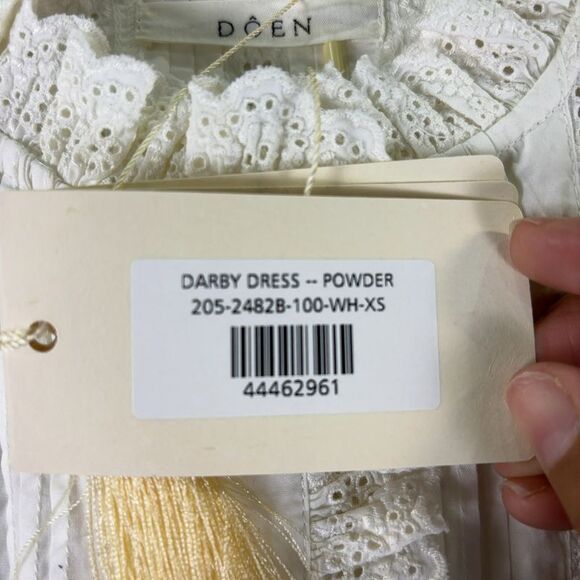 DÔEN
DARBY DRESS -- POWDER
205-2482B-100-WH-XS
44462961